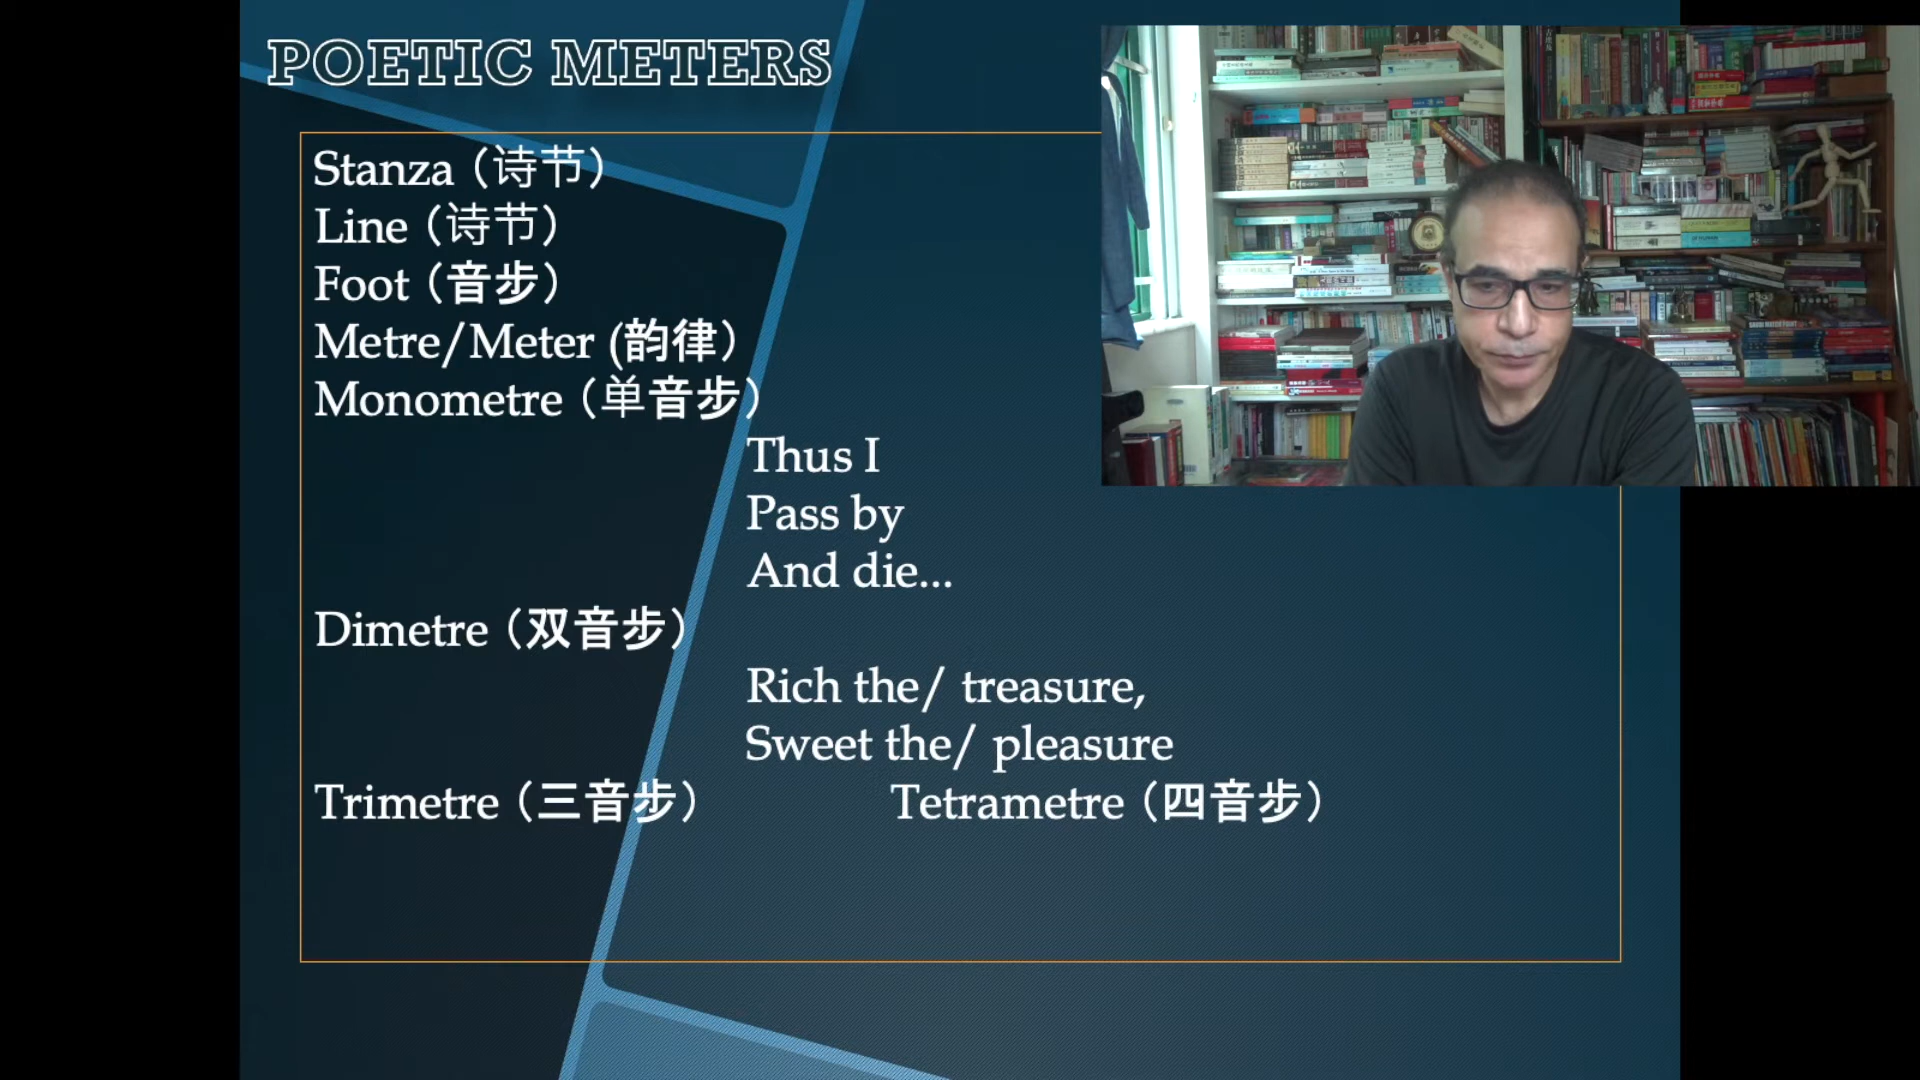 POETIC METERS
Stanza（诗节）
Line（诗节）
Foot（音步）
Metre/Meter (韵律）
Monometre（单音步）
Thus I
Pass by
And die...
Dimetre（双音步）
Rich the/ treasure,
Sweet the/ pleasure
Trimetre（三音步） Tetrametre（四音步）